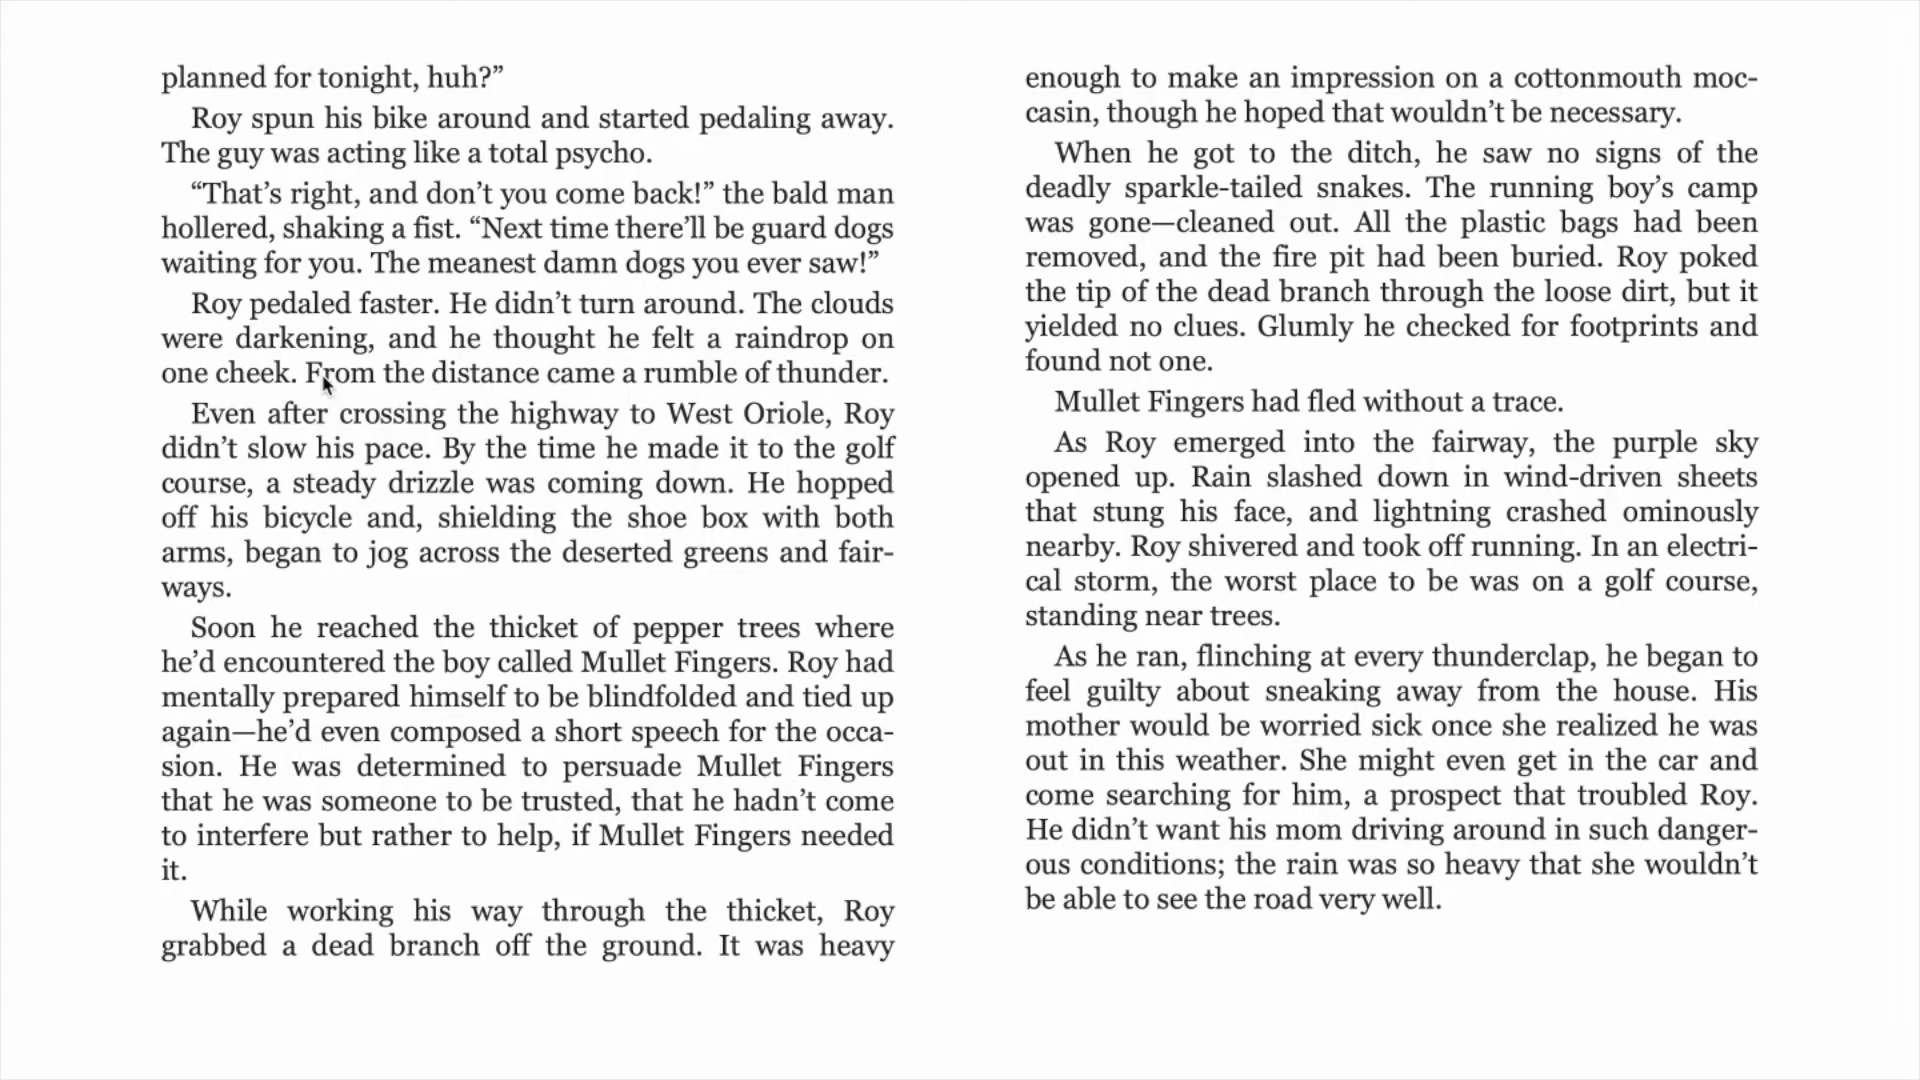 planned for tonight, huh?”
Roy spun his bike around and started pedaling away.
The guy was acting like a total psycho.
“That’s right, and don’t you come back!” the bald man
hollered, shaking a fist. “Next time there’ll be guard dogs
waiting for you. The meanest damn dogs you ever saw!”
Roy pedaled faster. He didn’t turn around. The clouds
were darkening, and he thought he felt a raindrop on
one cheek. From the distance came a rumble of thunder.
Even after crossing the highway to West Oriole, Roy
didn’t slow his pace. By the time he made it to the golf
course, a steady drizzle was coming down. He hopped
off his bicycle and, shielding the shoe box with both
arms, began to jog across the deserted greens and fair-
ways.
Soon he reached the thicket of pepper trees where
he’d encountered the boy called Mullet Fingers. Roy had
mentally prepared himself to be blindfolded and tied up
again—he’d even composed a short speech for the occa-
sion. He was determined to persuade Mullet Fingers
that he was someone to be trusted, that he hadn’t come
to interfere but rather to help, if Mullet Fingers needed
it.
While working his way through the thicket, Roy
grabbed a dead branch off the ground. It was heavy
enough to make an impression on a cottonmouth moc-
casin, though he hoped that wouldn’t be necessary.
When he got to the ditch, he saw no signs of the
deadly sparkle-tailed snakes. The running boy’s camp
was gone—cleaned out. All the plastic bags had been
removed, and the fire pit had been buried. Roy poked
the tip of the dead branch through the loose dirt, but it
yielded no clues. Glumly he checked for footprints and
found not one.
Mullet Fingers had fled without a trace.
As Roy emerged into the fairway, the purple sky
opened up. Rain slashed down in wind-driven sheets
that stung his face, and lightning crashed ominously
nearby. Roy shivered and took off running. In an electri-
cal storm, the worst place to be was on a golf course,
standing near trees.
As he ran, flinching at every thunderclap, he began to
feel guilty about sneaking away from the house. His
mother would be worried sick once she realized he was
out in this weather. She might even get in the car and
come searching for him, a prospect that troubled Roy.
He didn’t want his mom driving around in such danger-
ous conditions; the rain was so heavy that she wouldn’t
be able to see the road very well.